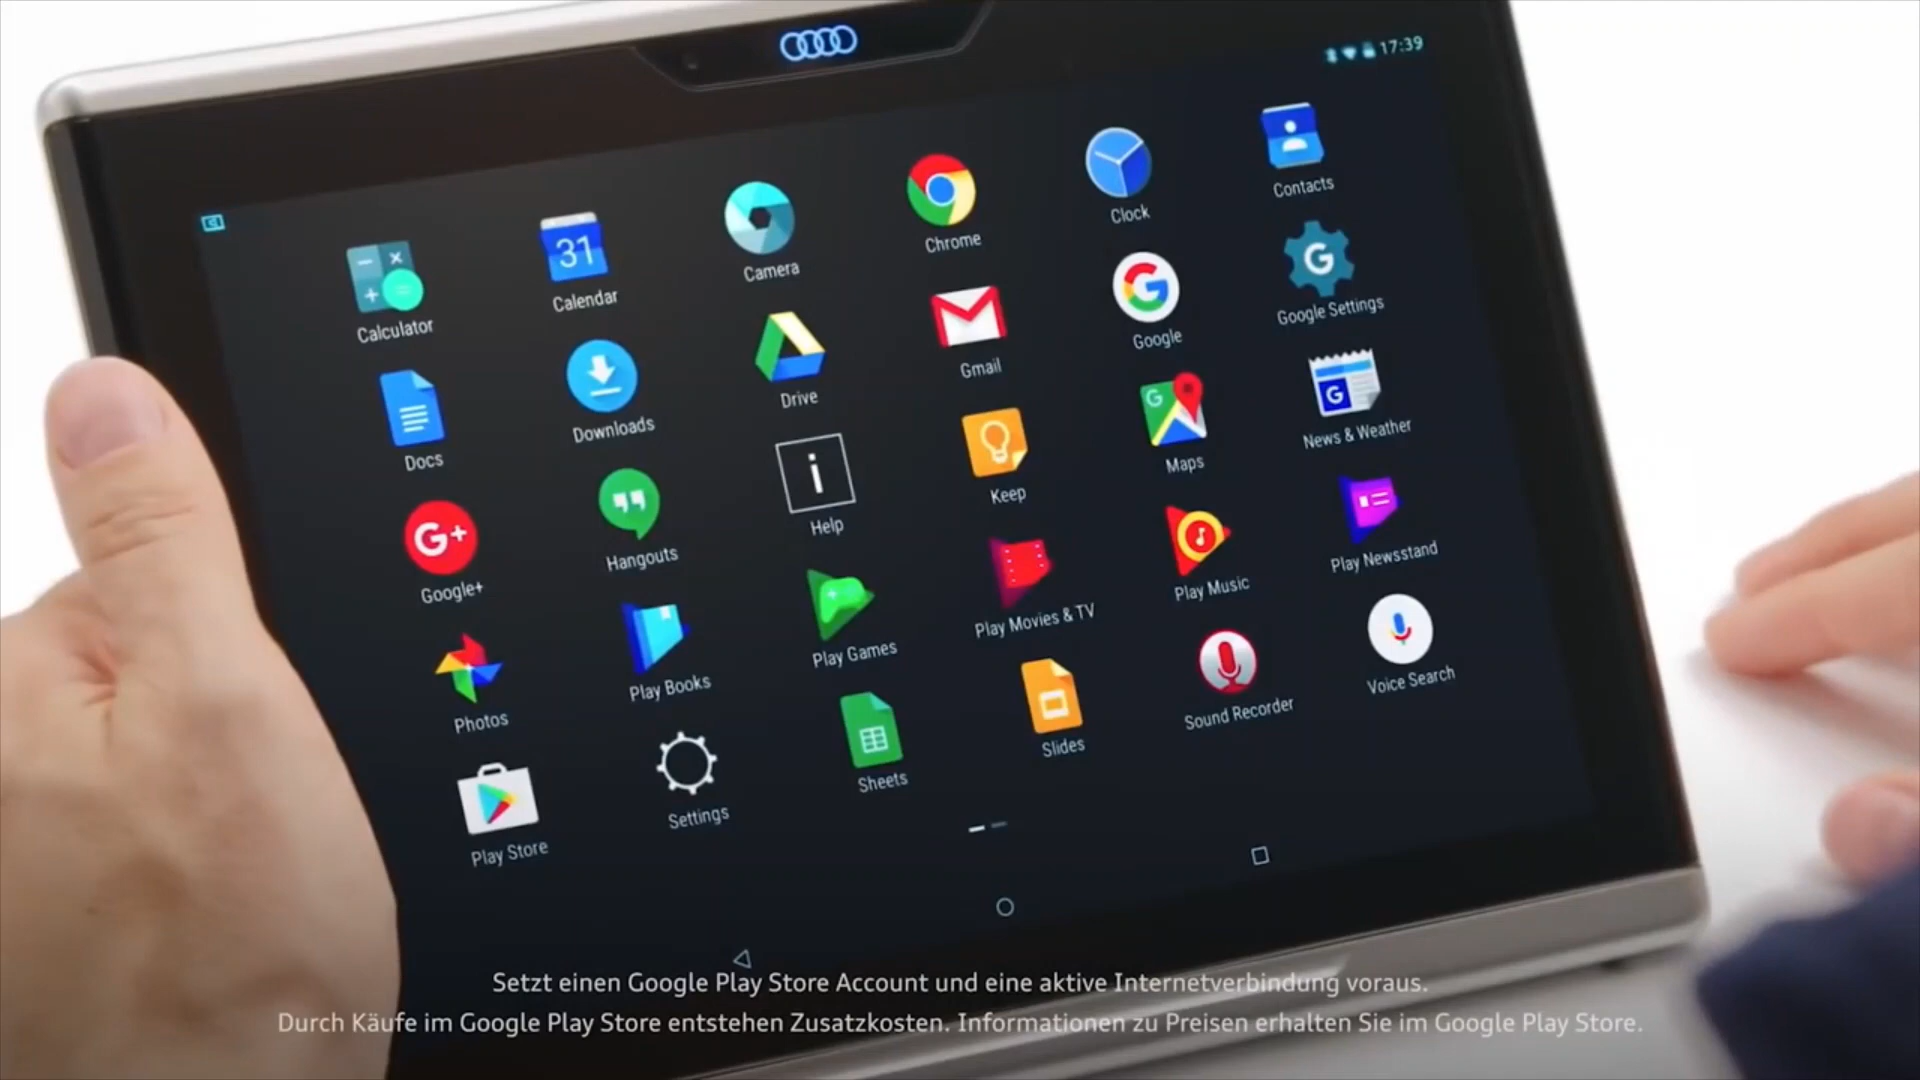 17:39
31
Calculator
Calendar
Camera
Chrome
Clock
Contacts
Docs
Downloads
Drive
Gmail
G
Google
G
Google Settings
G+
Google+
Hangouts
i
Help
Keep
G
Maps
G
News & Weather
Photos
Play Books
Play Games
Play Movies & TV
Play Music
Play Newsstand
Play Store
Settings
Sheets
Slides
Sound Recorder
Voice Search
Setzt einen Google Play Store Account und eine aktive Internetverbindung voraus.
Durch Käufe im Google Play Store entstehen Zusatzkosten. Informationen zu Preisen erhalten Sie im Google Play Store.